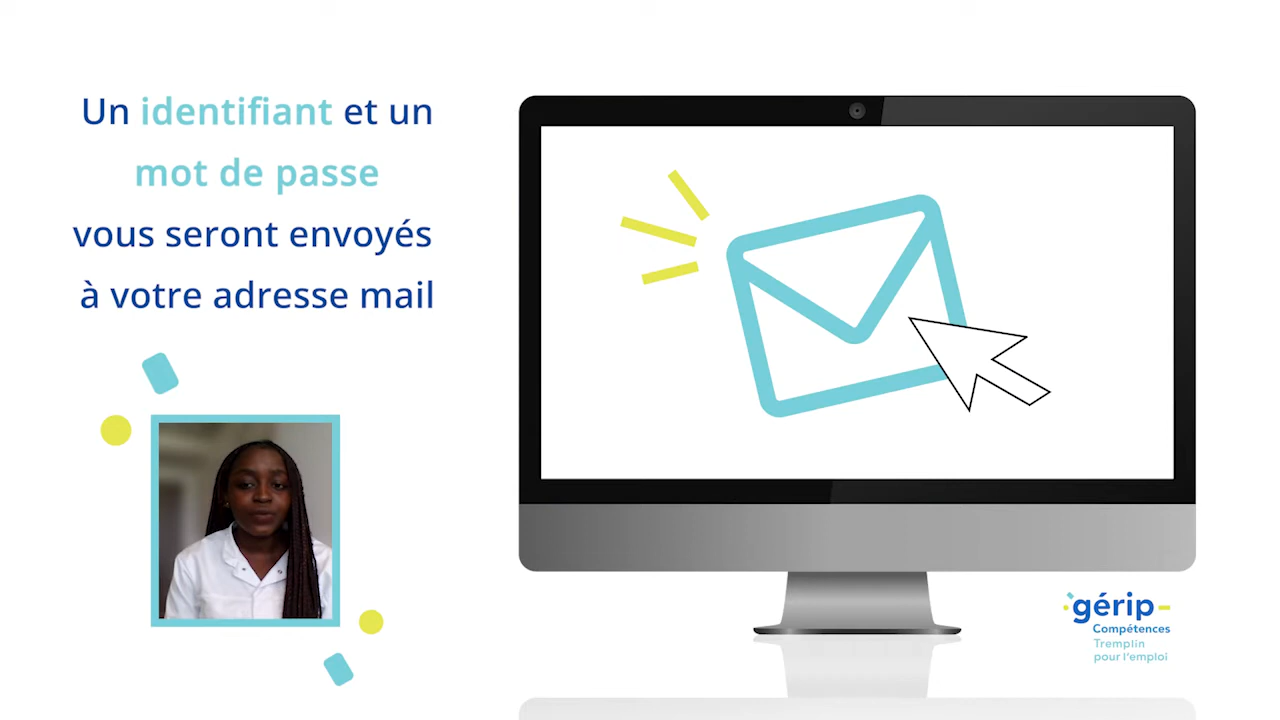 Un identifiant et un
mot de passe
vous seront envoyés
à votre adresse mail
gérip
Compétences
Tremplin
pour l'emploi